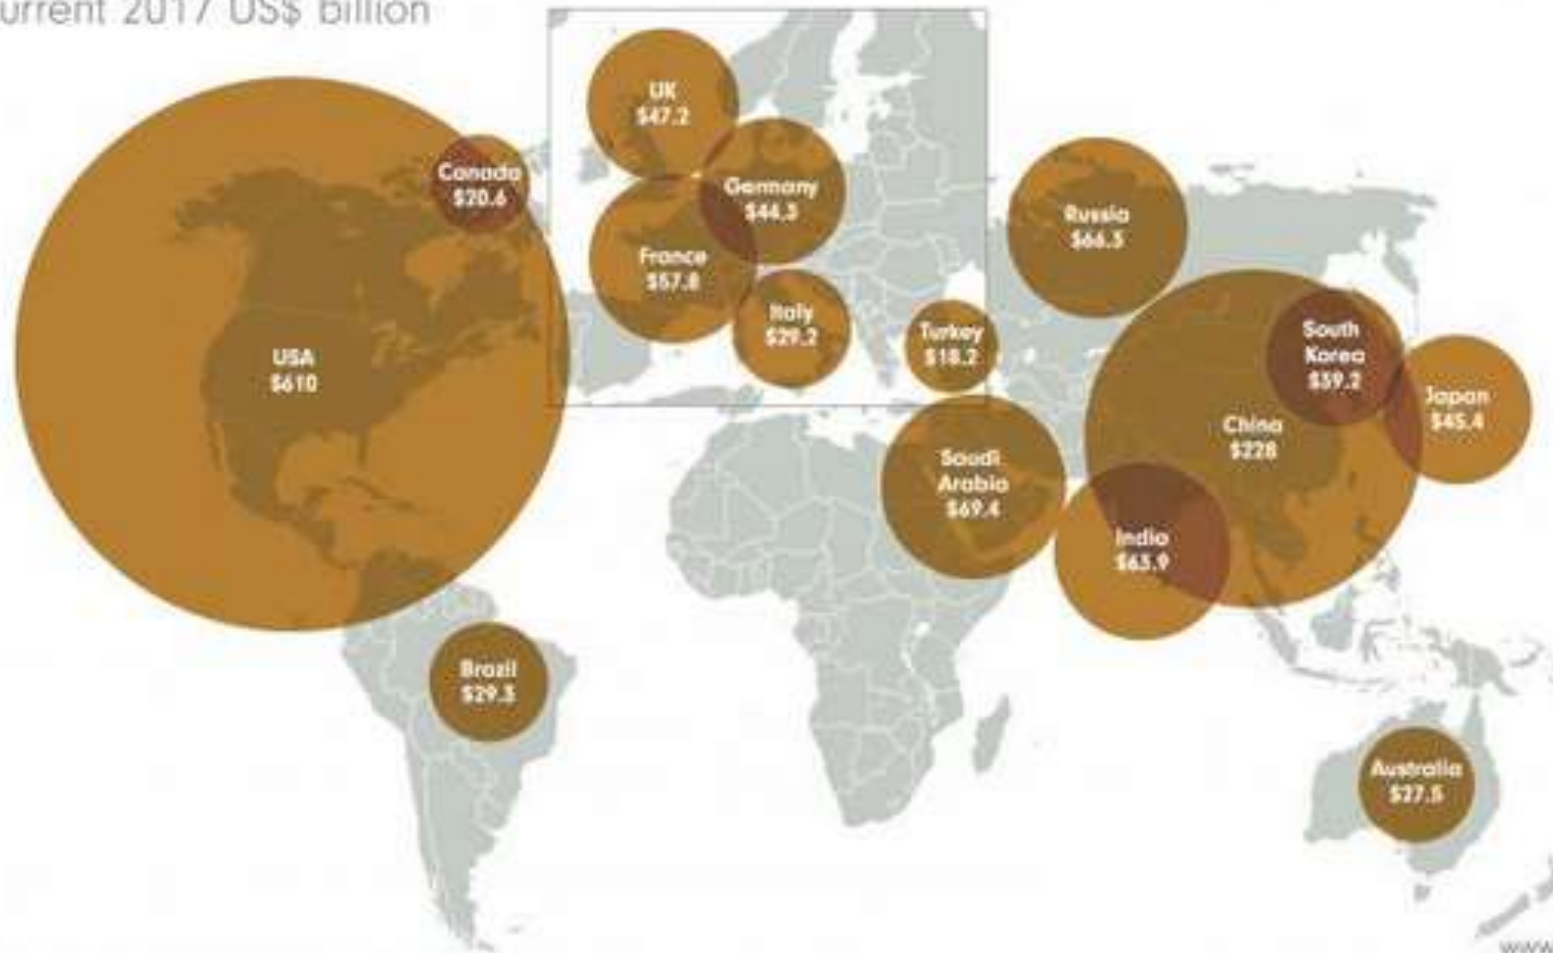 urrent 2017 US$ billion
UK
$47.2
Canada
$20.6
Germany
$44.3
Russia
$66.3
France
$57.8
Italy
$29.2
Turkey
$18.2
South
Korea
$39.2
USA
$610
Japan
$45.4
China
$228
Saudi
Arabia
$69.4
India
$63.9
Brazil
$29.3
Australia
$27.5
www